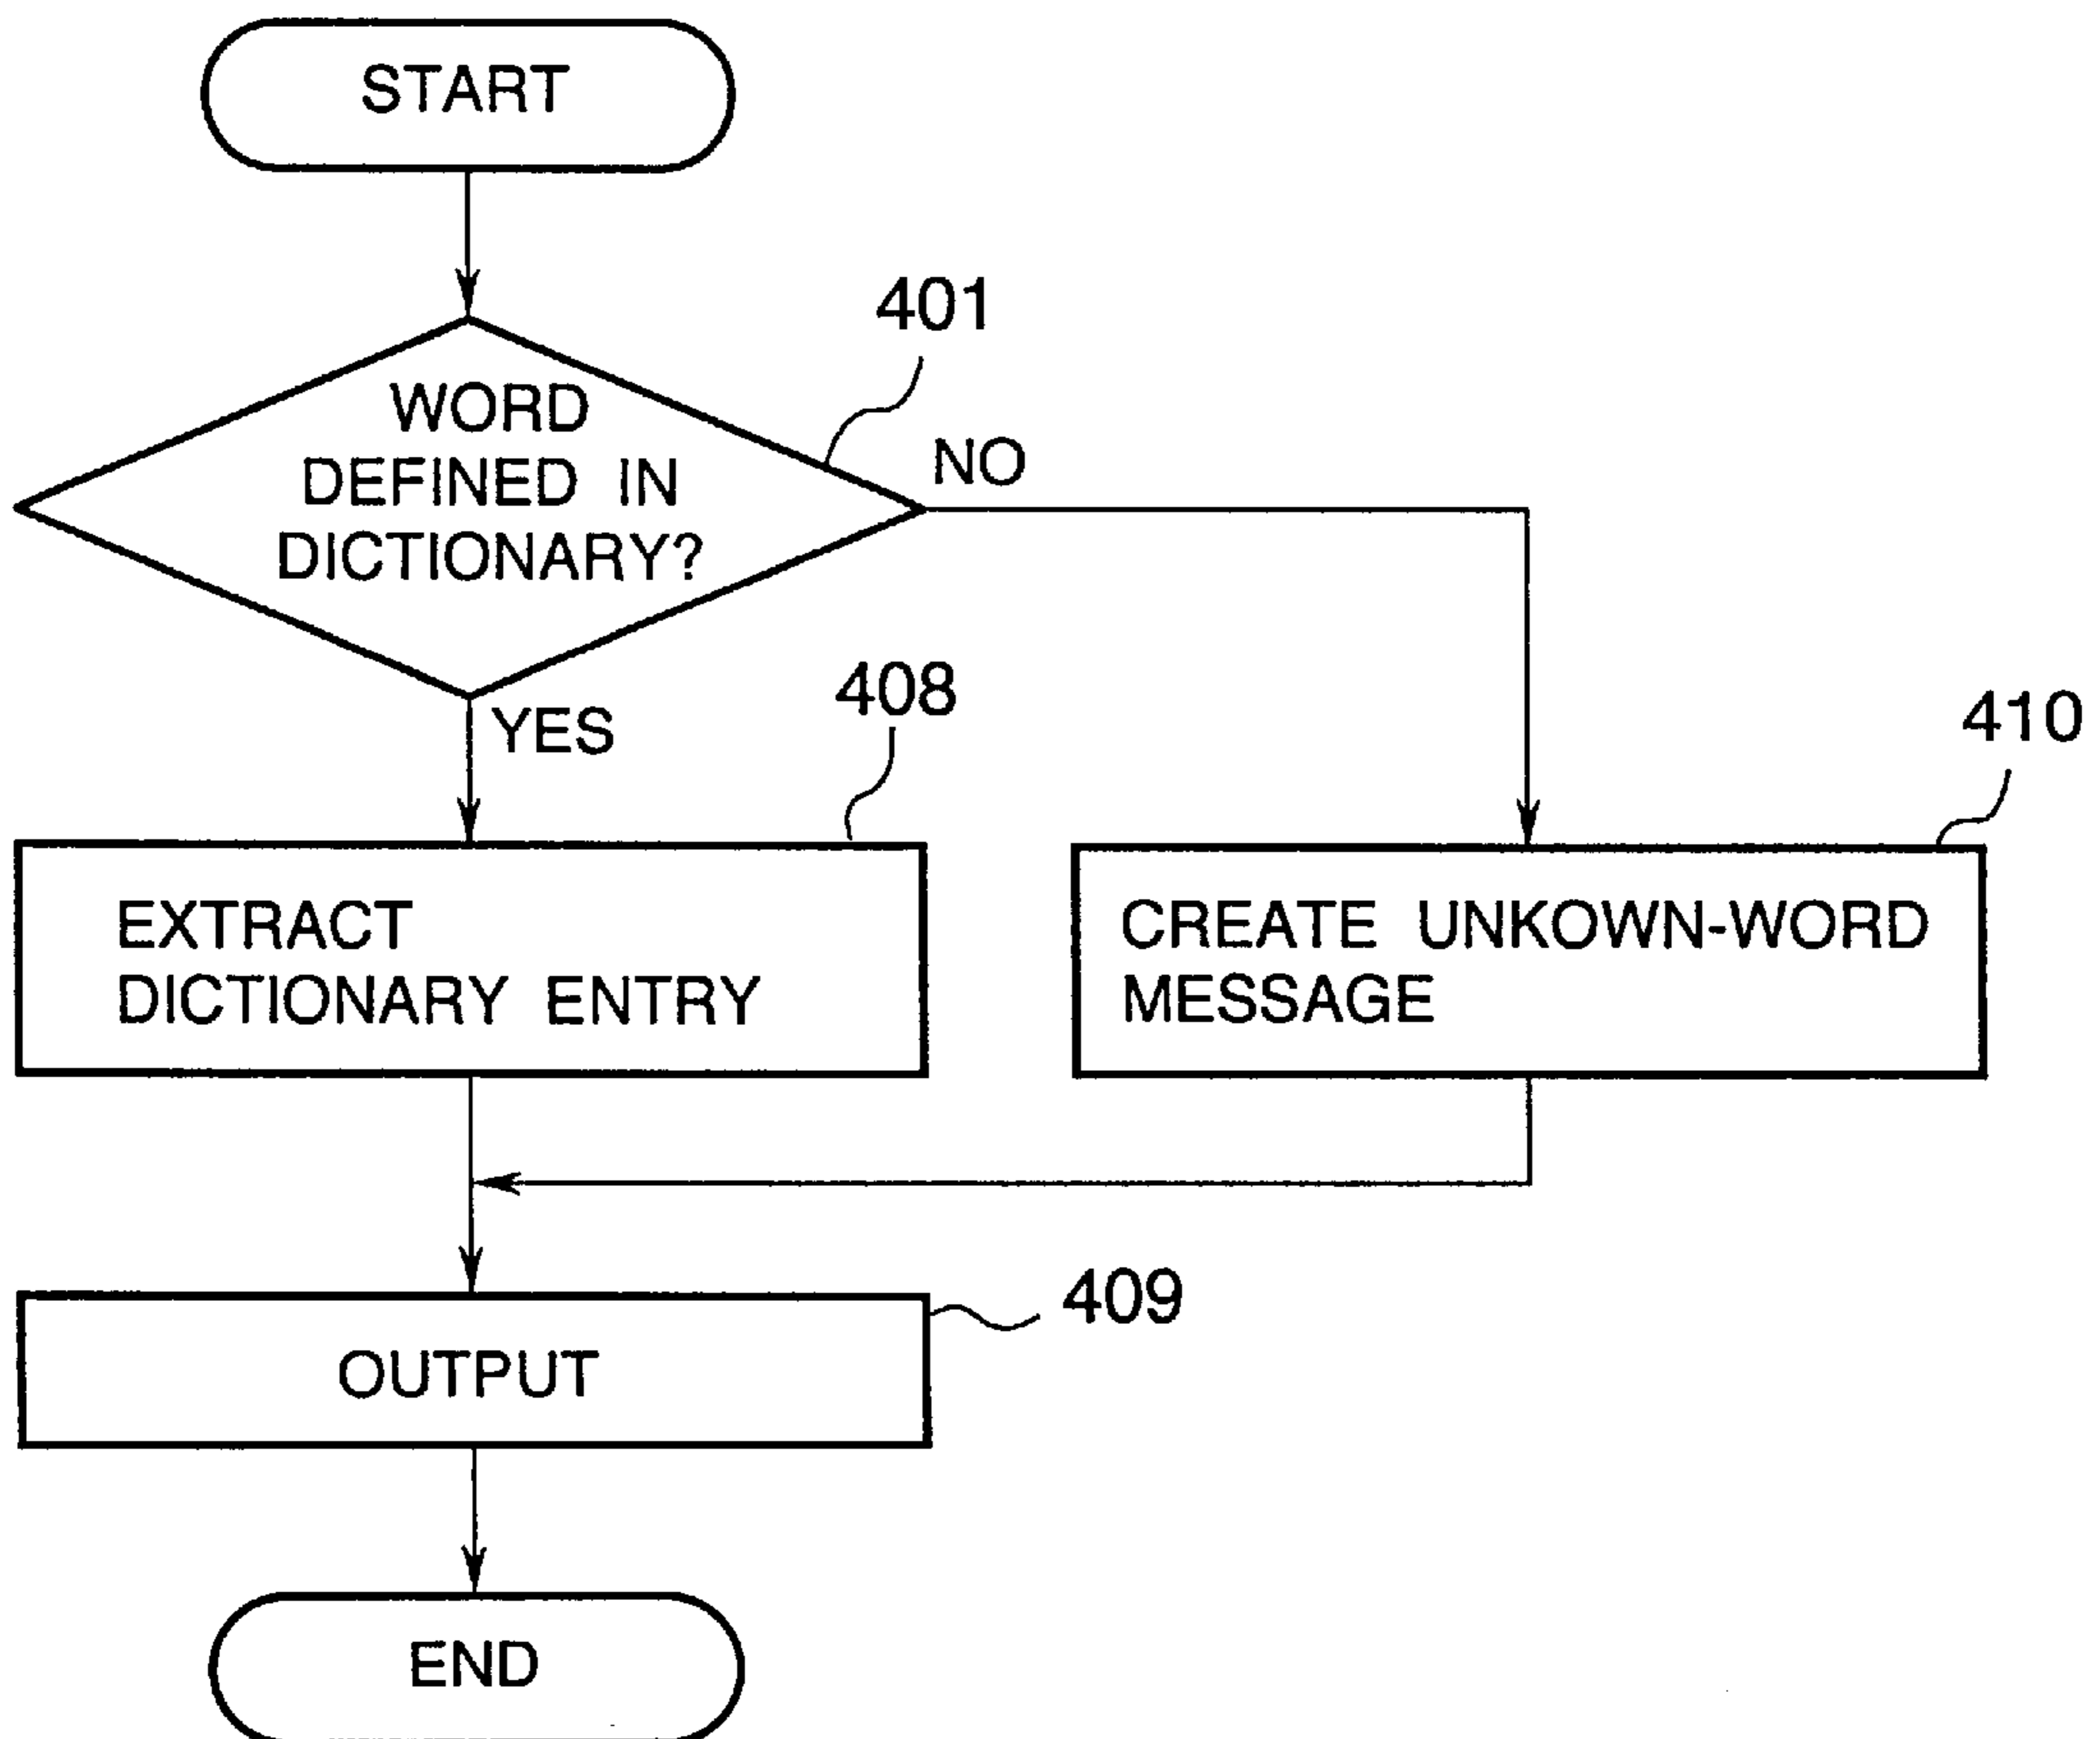 START
401
WORD
DEFINED IN
DICTIONARY?
NO
YES
408
410
EXTRACT
DICTIONARY ENTRY
CREATE UNKOWN-WORD
MESSAGE
409
OUTPUT
END